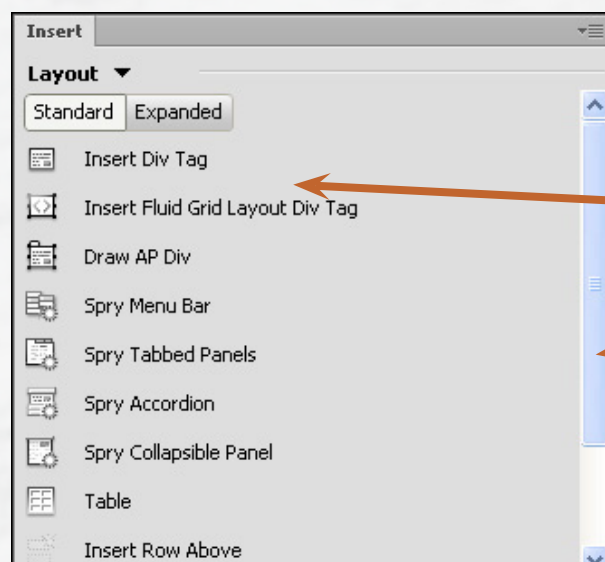 Insert
Layout
Standard Expanded
Insert Div Tag
Insert Fluid Grid Layout Div Tag
Draw AP Div
Spry Menu Bar
Spry Tabbed Panels
Spry Accordion
Spry Collapsible Panel
Table
Insert Row Above